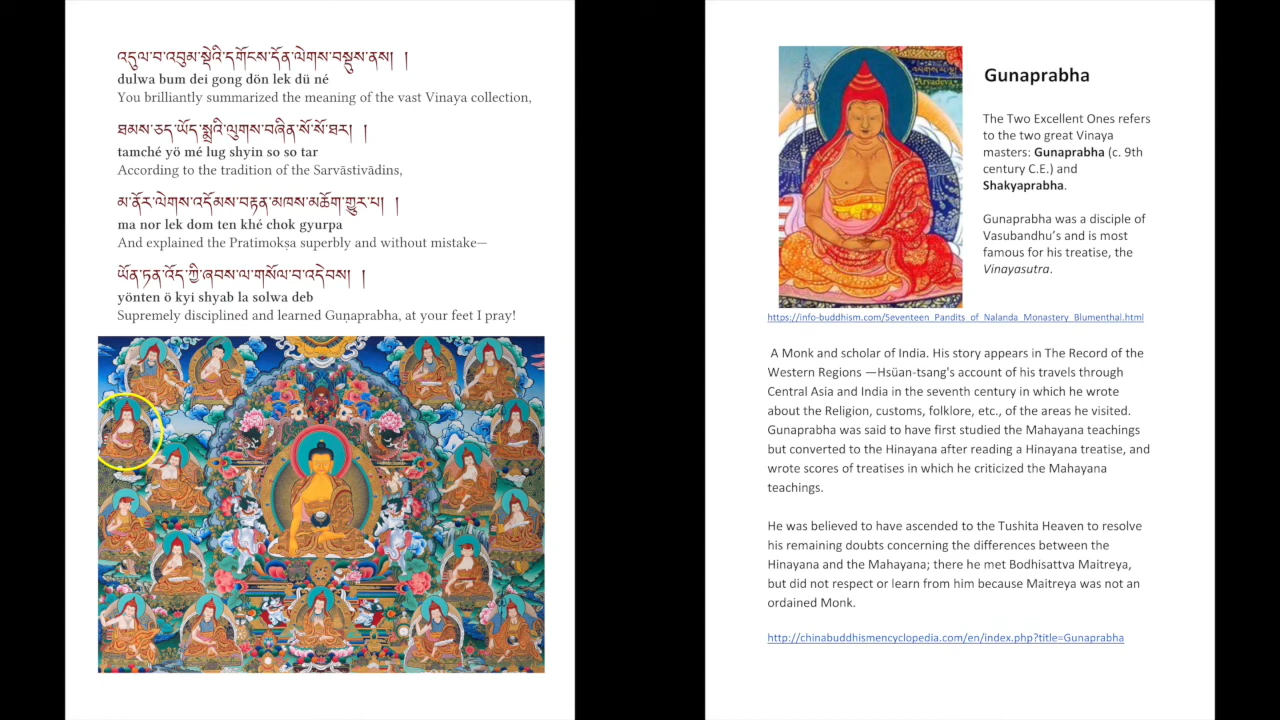 འདུལ་བ་འབུམ་སྡེའི་དགོངས་དོན་ལེགས་བསྡུས་ནས། །
dulwa bum dei gong dön lek dü né
You brilliantly summarized the meaning of the vast Vinaya collection,
ཐམས་ཅད་ཡོད་སྨྲའི་ལུགས་བཞིན་སོ་སོ་ཐར། །
tamché yö mé lug shyin so so tar
According to the tradition of the Sarvāstivādins,
མ་ནོར་ལེགས་འདོམས་བརྟན་མཁས་མཆོག་གྱུར་པ། །
ma nor lek dom ten khé chok gyurpa
And explained the Pratimokṣa superbly and without mistake—
ཡོན་ཏན་འོད་ཀྱི་ཞབས་ལ་གསོལ་བ་འདེབས། །
yönten ö kyi shyab la solwa deb
Supremely disciplined and learned Guṇaprabha, at your feet I pray!
Gunaprabha
The Two Excellent Ones refers
to the two great Vinaya
masters: Gunaprabha (c. 9th
century C.E.) and
Shakyaprabha.
Gunaprabha was a disciple of
Vasubandhu's and is most
famous for his treatise, the
Vinayasutra.
https://info-buddhism.com/Seventeen_Pandits_of_Nalanda_Monastery_Blumenthal.html
A Monk and scholar of India. His story appears in The Record of the
Western Regions —Hsüan-tsang's account of his travels through
Central Asia and India in the seventh century in which he wrote
about the Religion, customs, folklore, etc., of the areas he visited.
Gunaprabha was said to have first studied the Mahayana teachings
but converted to the Hinayana after reading a Hinayana treatise, and
wrote scores of treatises in which he criticized the Mahayana
teachings.
He was believed to have ascended to the Tushita Heaven to resolve
his remaining doubts concerning the differences between the
Hinayana and the Mahayana; there he met Bodhisattva Maitreya,
but did not respect or learn from him because Maitreya was not an
ordained Monk.
http://chinabuddhismencyclopedia.com/en/index.php?title=Gunaprabha